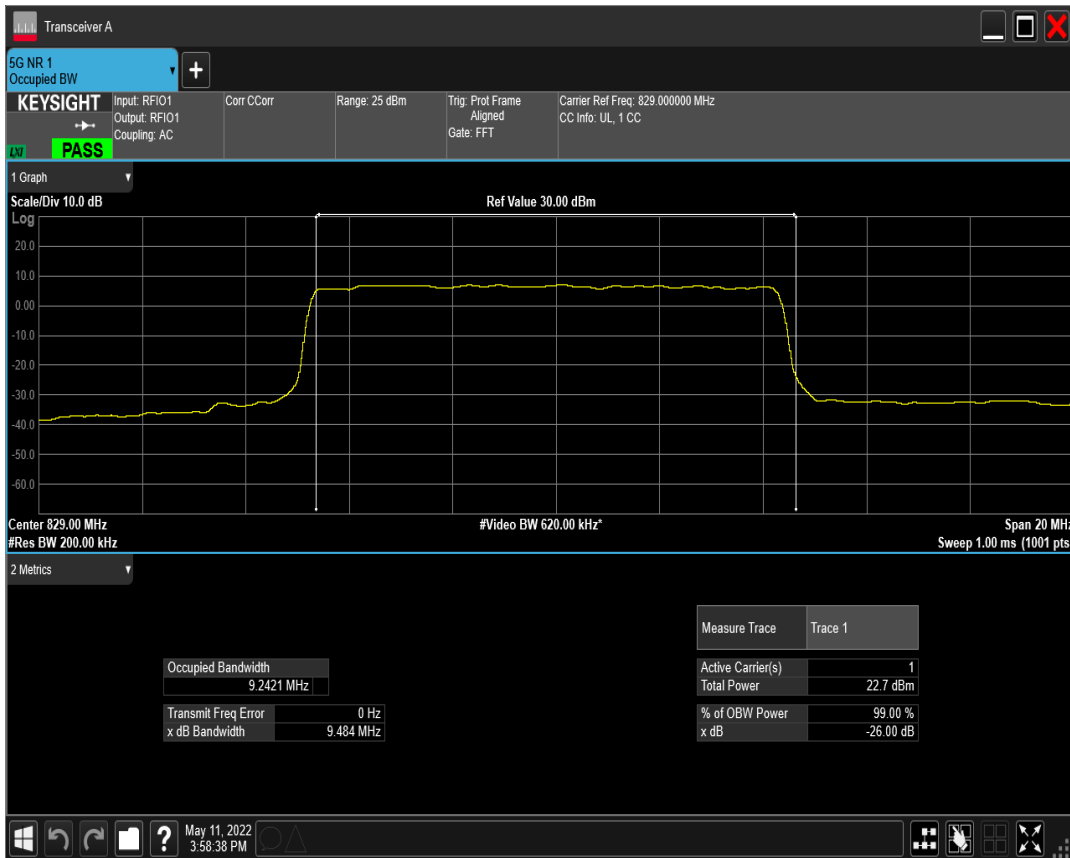 Transceiver A
5G NR 1
Occupied BW
+
KEYSIGHT
LXI
PASS
Input: RFIO1
Output: RFIO1
Coupling: AC
Corr CCorr
Range: 25 dBm
Trig: Prot Frame
Aligned
Gate: FFT
Carrier Ref Freq: 829.000000 MHz
CC Info: UL, 1 CC
1 Graph
Scale/Div 10.0 dB
Ref Value 30.00 dBm
Log
20.0
10.0
0.00
-10.0
-20.0
-30.0
-40.0
-50.0
-60.0
Center 829.00 MHz
#Video BW 620.00 kHz*
Span 20 MHz
#Res BW 200.00 kHz
Sweep 1.00 ms (1001 pts
2 Metrics
Measure Trace Trace 1
Occupied Bandwidth
9.2421 MHz
Active Carrier(s) 1
Total Power 22.7 dBm
Transmit Freq Error 0 Hz
x dB Bandwidth 9.484 MHz
% of OBW Power 99.00 %
x dB -26.00 dB
?
May 11, 2022
3:58:38 PM